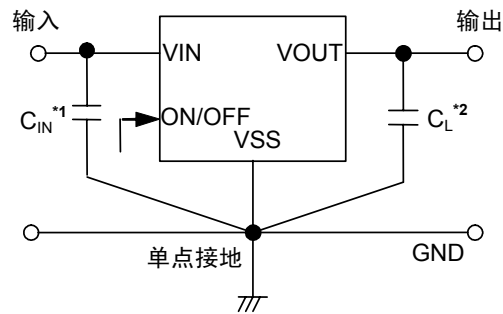 输入
输出
VIN
VOUT
C_IN*1
ON/OFF
VSS
C_L*2
单点接地
GND